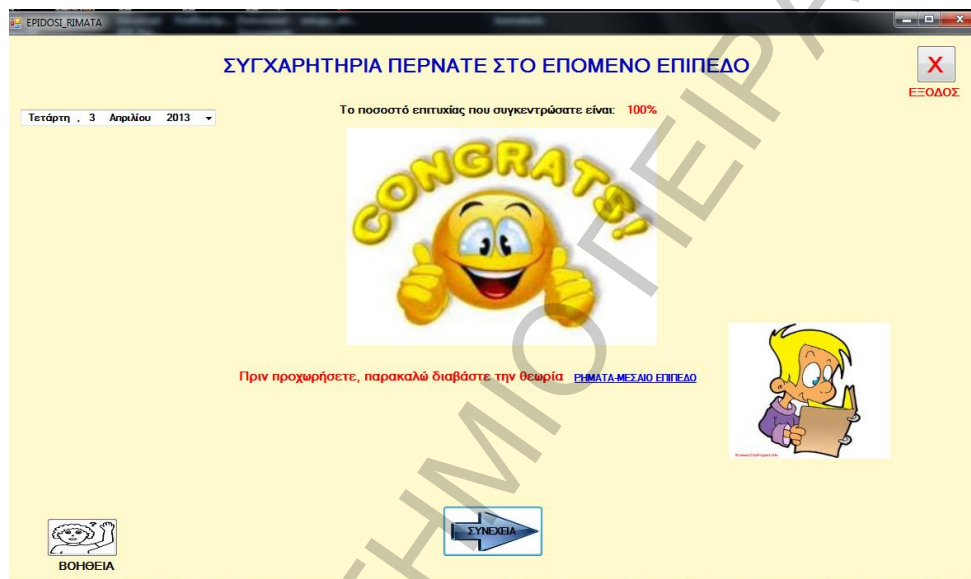 EPIDOSI_RIMATA
ΣΥΓΧΑΡΗΤΗΡΙΑ ΠΕΡΝΑΤΕ ΣΤΟ ΕΠΟΜΕΝΟ ΕΠΙΠΕΔΟ
X
ΕΞΟΔΟΣ
Το ποσοστό επιτυχίας που συγκεντρώσατε είναι: 100%
Τετάρτη , 3 Απριλίου 2013
CONGRATS!
Πριν προχωρήσετε, παρακαλώ διαβάστε την θεωρία ΡΗΜΑΤΑ-ΜΕΣΑΙΟ ΕΠΙΠΕΔΟ
ΣΥΝΕΧΕΙΑ
ΒΟΗΘΕΙΑ